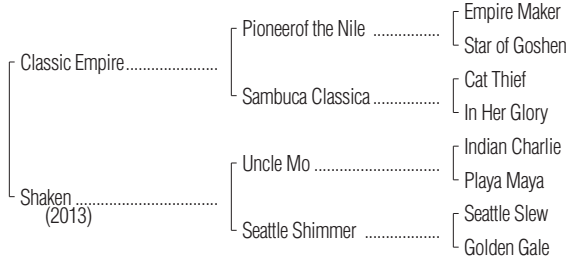 Empire Maker
Pioneerof the Nile ................
Star of Goshen
Classic Empire......................
Cat Thief
Sambuca Classica................
In Her Glory
Indian Charlie
Uncle Mo ..............................
Playa Maya
Shaken ..................................
(2013)
Seattle Slew
Seattle Shimmer ..................
Golden Gale